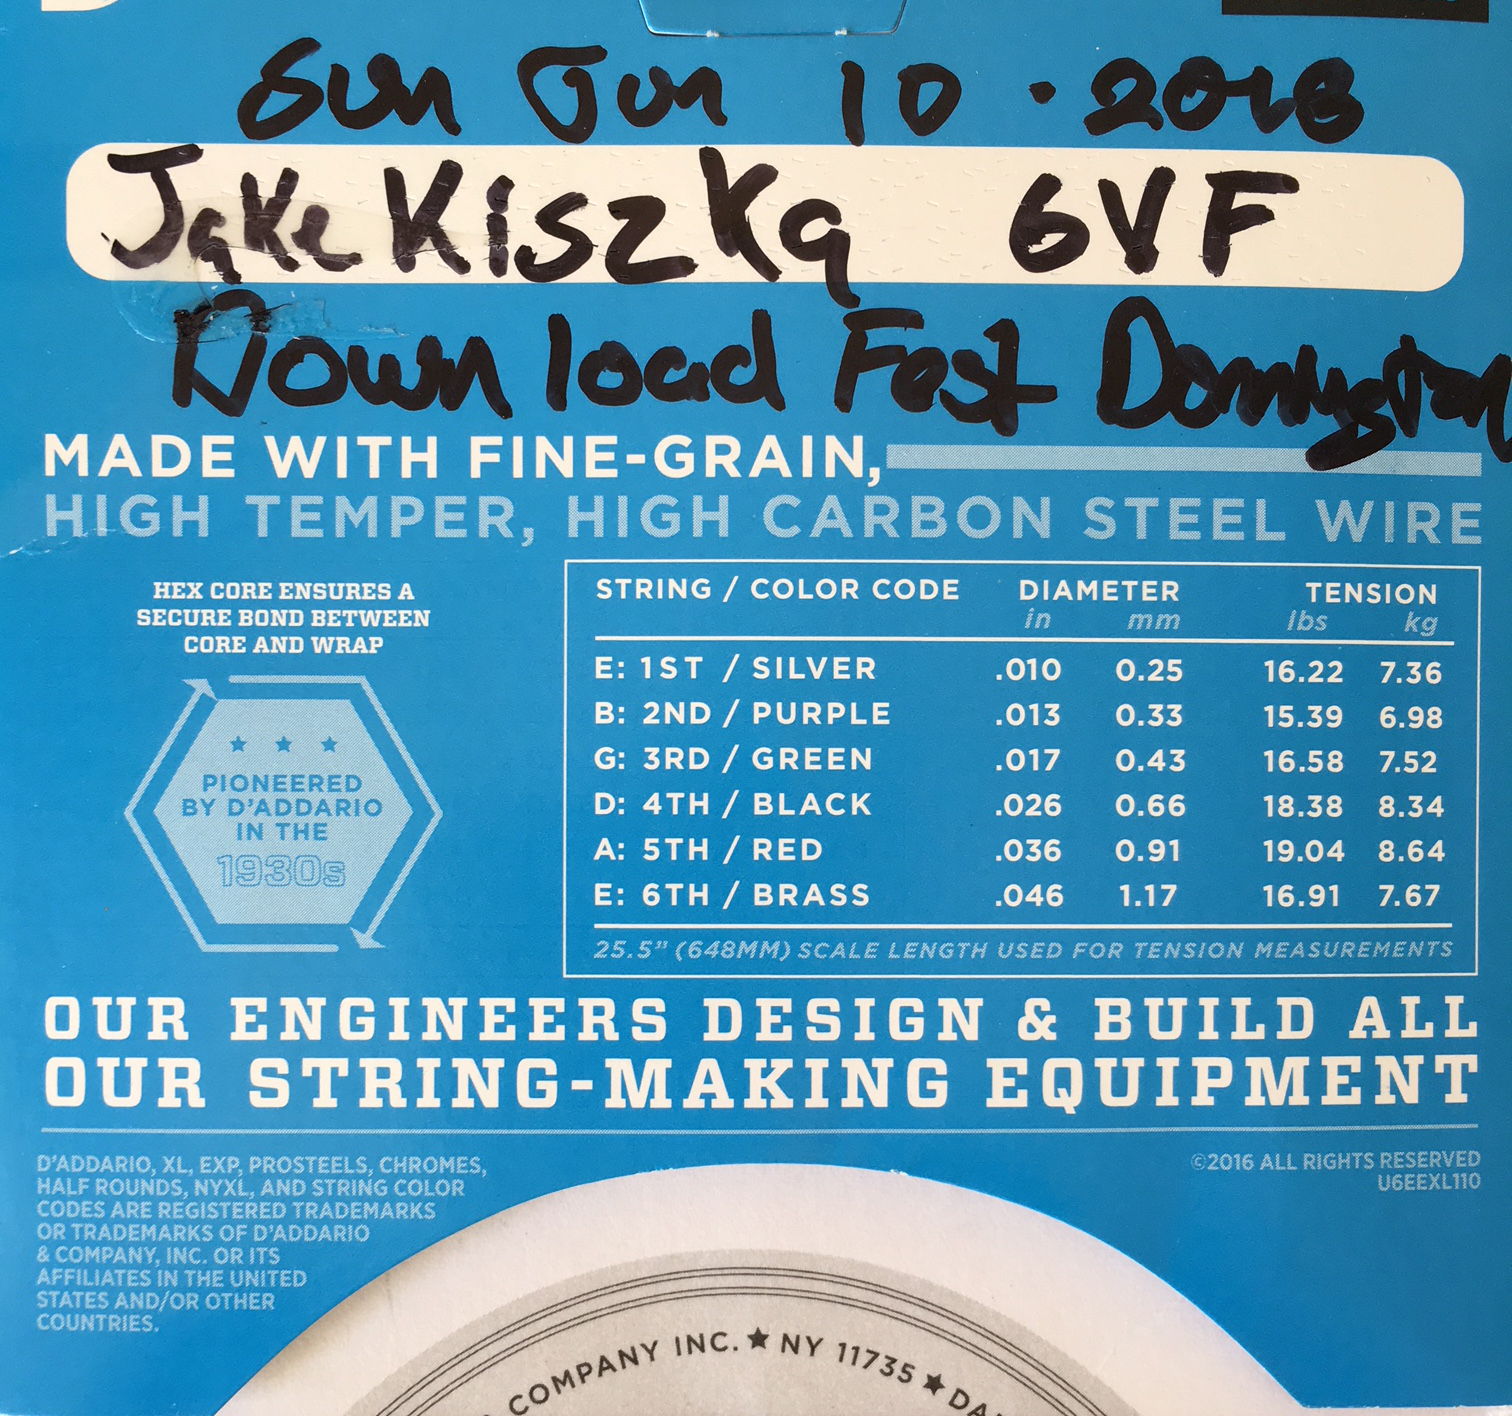 Sun Jun 10 . 2018
Jake Kiszka GVF
Download Fest Donnington
MADE WITH FINE-GRAIN,
HIGH TEMPER, HIGH CARBON STEEL WIRE
HEX CORE ENSURES A
SECURE BOND BETWEEN
CORE AND WRAP
PIONEERED
BY D'ADDARIO
IN THE
1930s
STRING / COLOR CODE DIAMETER TENSION
in mm lbs kg
E: 1ST / SILVER .010 0.25 16.22 7.36
B: 2ND / PURPLE .013 0.33 15.39 6.98
G: 3RD / GREEN .017 0.43 16.58 7.52
D: 4TH / BLACK .026 0.66 18.38 8.34
A: 5TH / RED .036 0.91 19.04 8.64
E: 6TH / BRASS .046 1.17 16.91 7.67
25.5" (648MM) SCALE LENGTH USED FOR TENSION MEASUREMENTS
OUR ENGINEERS DESIGN & BUILD ALL
OUR STRING-MAKING EQUIPMENT
D'ADDARIO, XL, EXP, PROSTEELS, CHROMES,
HALF ROUNDS, NYXL, AND STRING COLOR
CODES ARE REGISTERED TRADEMARKS
OR TRADEMARKS OF D'ADDARIO
& COMPANY, INC. OR ITS
AFFILIATES IN THE UNITED
STATES AND/OR OTHER
COUNTRIES.
©2016 ALL RIGHTS RESERVED
U6EEXL110
COMPANY INC. ★ NY 11735 ★ DA